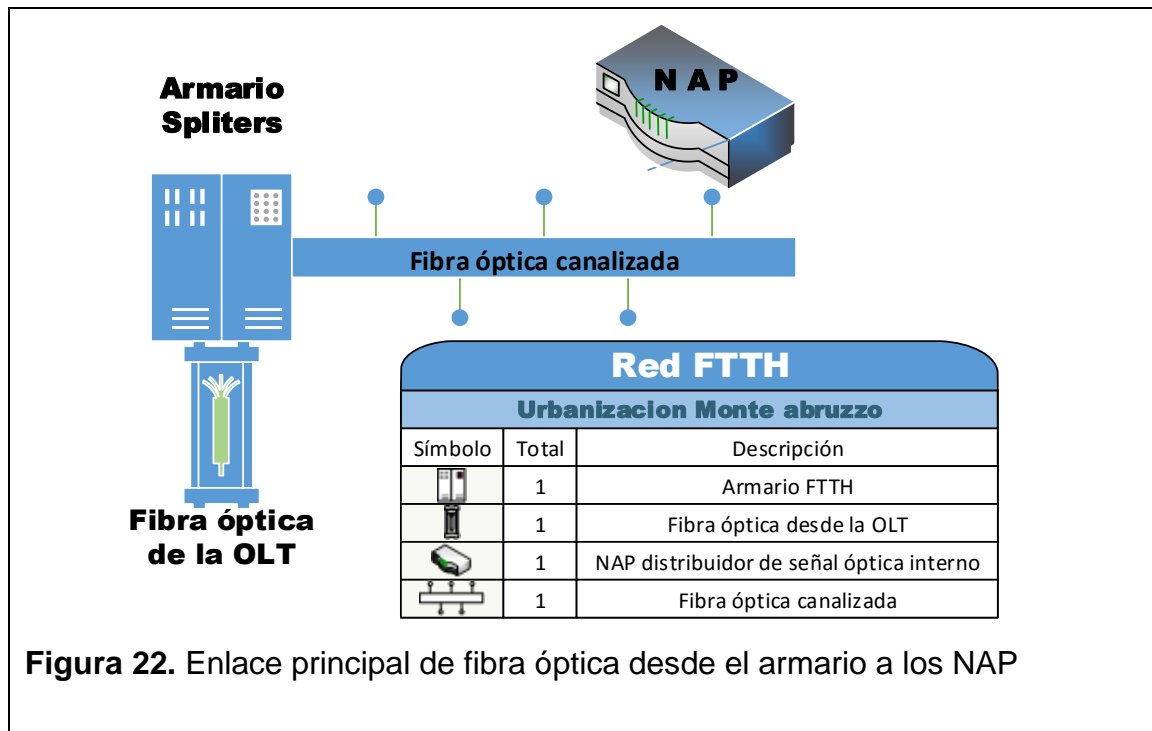 Armario
Spliters
N A P
Fibra óptica canalizada
Fibra óptica
de la OLT
Red FTTH
Urbanizacion Monte abruzzo
Símbolo Total Descripción
1 Armario FTTH
1 Fibra óptica desde la OLT
1 NAP distribuidor de señal óptica interno
1 Fibra óptica canalizada
Figura 22. Enlace principal de fibra óptica desde el armario a los NAP